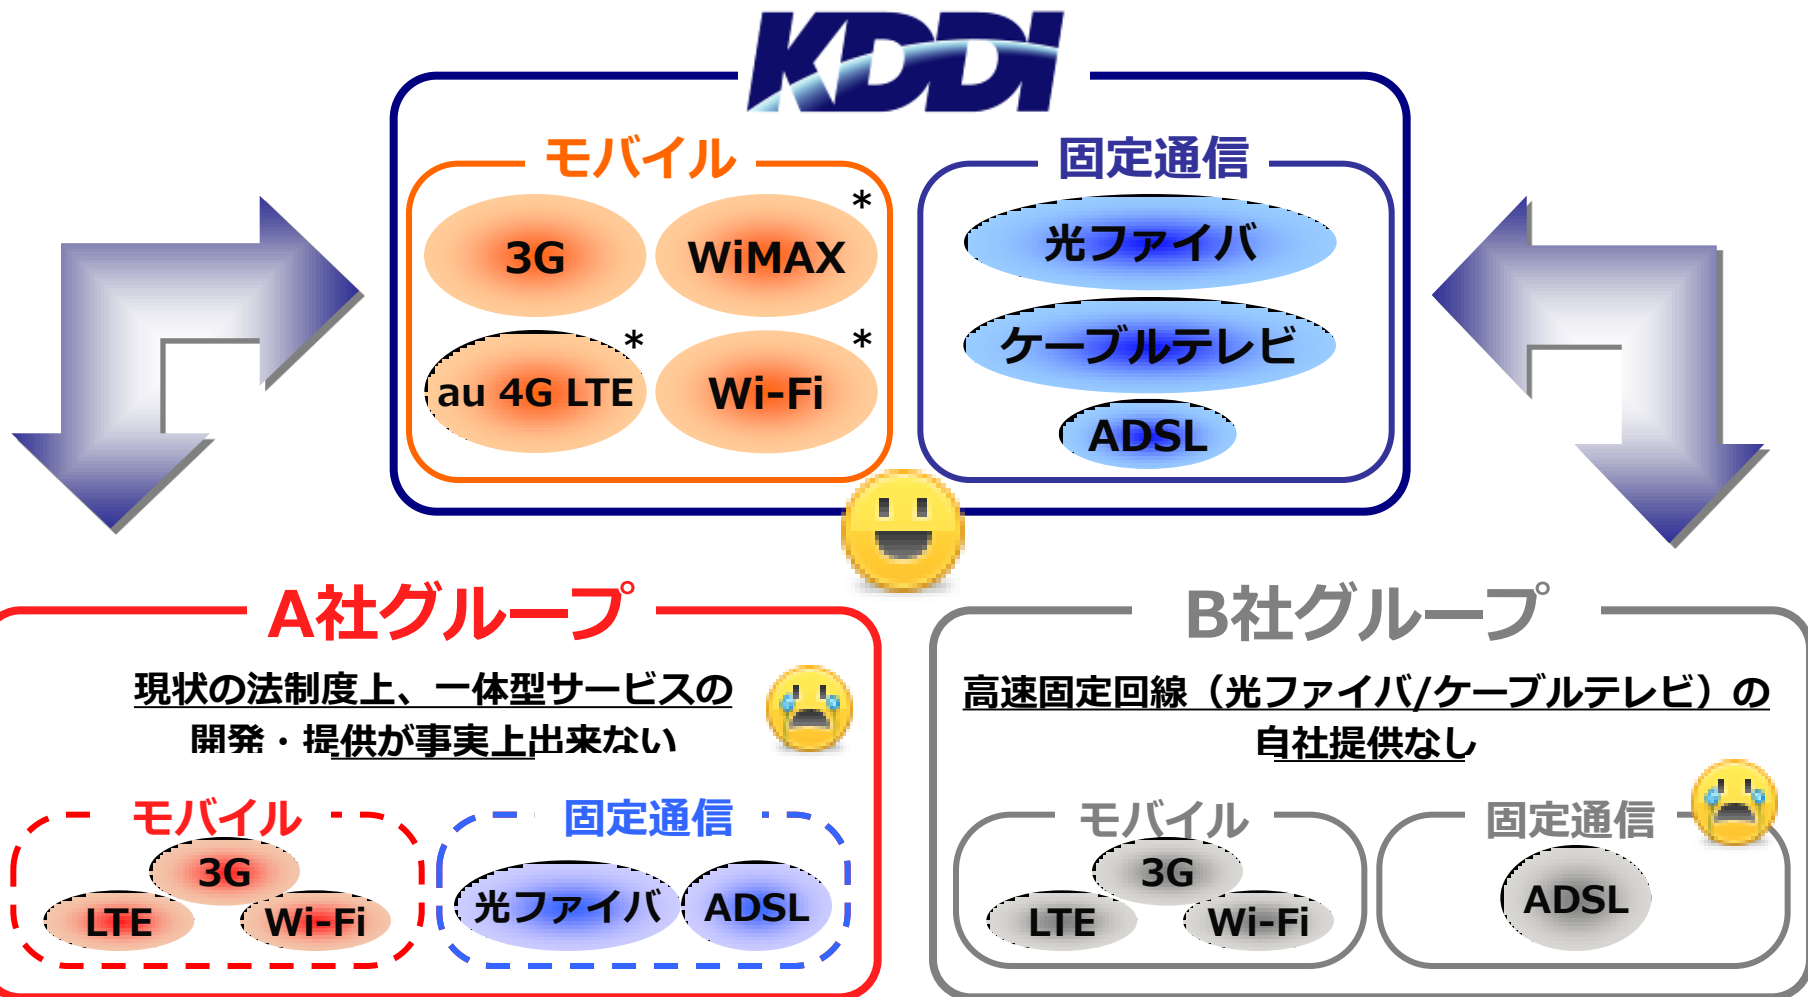 KDDI
モバイル
固定通信
3G
WiMAX
*
au 4G LTE
*
Wi-Fi
*
光ファイバ
ケーブルテレビ
ADSL
A社グループ
現状の法制度上、一体型サービスの
開発・提供が事実上出来ない
モバイル
3G
LTE
Wi-Fi
固定通信
光ファイバ
ADSL
B社グループ
高速固定回線（光ファイバ/ケーブルテレビ）の
自社提供なし
モバイル
3G
LTE
Wi-Fi
固定通信
ADSL